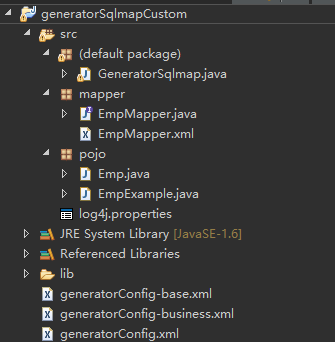 generatorSqlmapCustom
src
(default package)
GeneratorSqlmap.java
mapper
EmpMapper.java
EmpMapper.xml
pojo
Emp.java
EmpExample.java
log4j.properties
JRE System Library [JavaSE-1.6]
Referenced Libraries
lib
generatorConfig-base.xml
generatorConfig-business.xml
generatorConfig.xml